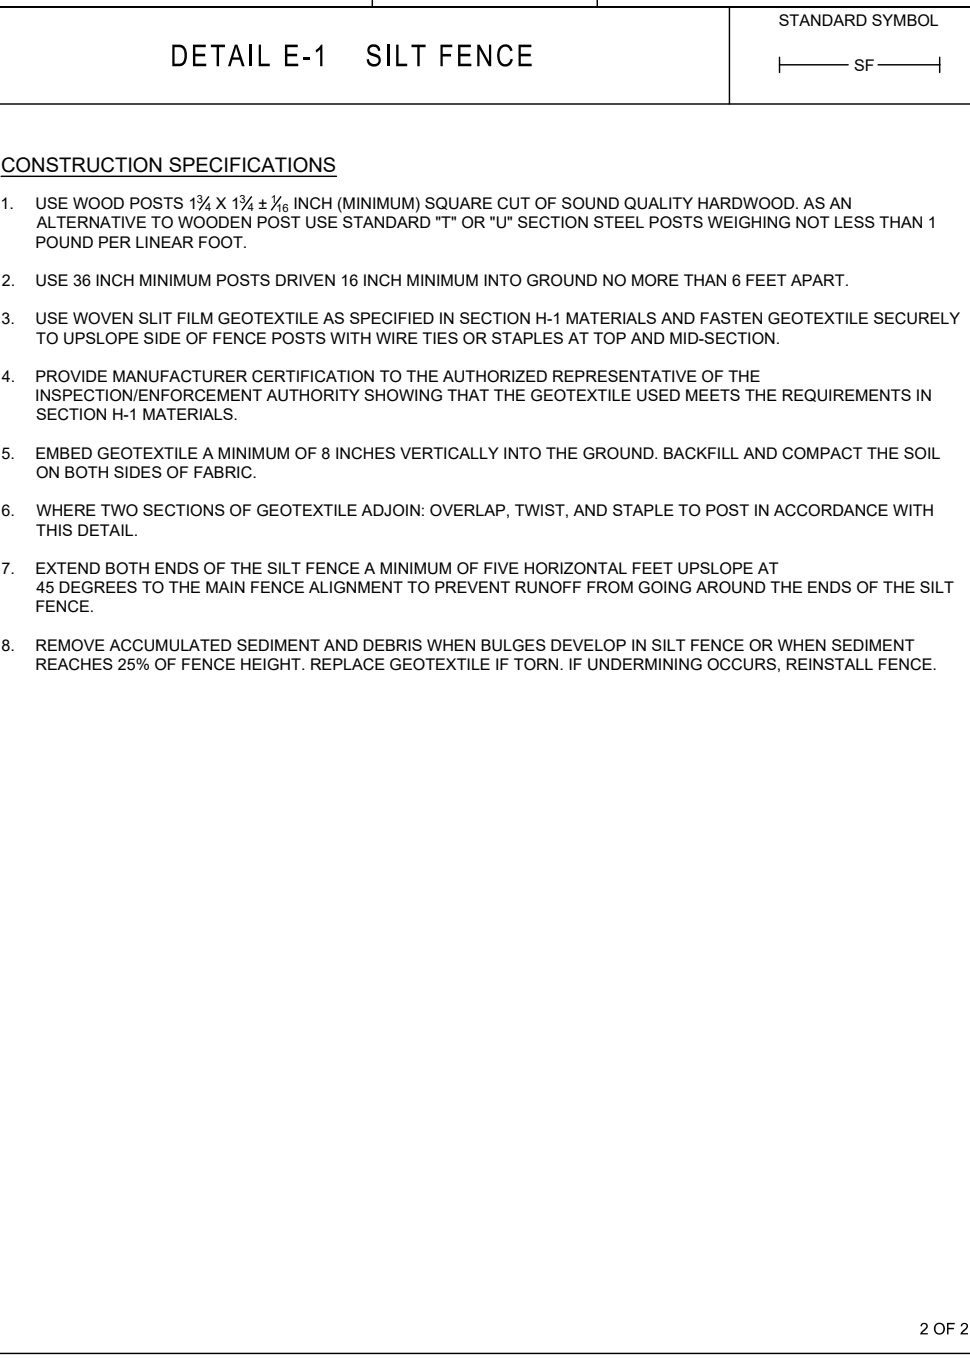 DETAIL E-1 SILT FENCE
STANDARD SYMBOL
SF
CONSTRUCTION SPECIFICATIONS
1. USE WOOD POSTS 1¾ X 1¾ ± 1⁄16 INCH (MINIMUM) SQUARE CUT OF SOUND QUALITY HARDWOOD. AS AN
ALTERNATIVE TO WOODEN POST USE STANDARD "T" OR "U" SECTION STEEL POSTS WEIGHING NOT LESS THAN 1
POUND PER LINEAR FOOT.
2. USE 36 INCH MINIMUM POSTS DRIVEN 16 INCH MINIMUM INTO GROUND NO MORE THAN 6 FEET APART.
3. USE WOVEN SLIT FILM GEOTEXTILE AS SPECIFIED IN SECTION H-1 MATERIALS AND FASTEN GEOTEXTILE SECURELY
TO UPSLOPE SIDE OF FENCE POSTS WITH WIRE TIES OR STAPLES AT TOP AND MID-SECTION.
4. PROVIDE MANUFACTURER CERTIFICATION TO THE AUTHORIZED REPRESENTATIVE OF THE
INSPECTION/ENFORCEMENT AUTHORITY SHOWING THAT THE GEOTEXTILE USED MEETS THE REQUIREMENTS IN
SECTION H-1 MATERIALS.
5. EMBED GEOTEXTILE A MINIMUM OF 8 INCHES VERTICALLY INTO THE GROUND. BACKFILL AND COMPACT THE SOIL
ON BOTH SIDES OF FABRIC.
6. WHERE TWO SECTIONS OF GEOTEXTILE ADJOIN: OVERLAP, TWIST, AND STAPLE TO POST IN ACCORDANCE WITH
THIS DETAIL.
7. EXTEND BOTH ENDS OF THE SILT FENCE A MINIMUM OF FIVE HORIZONTAL FEET UPSLOPE AT
45 DEGREES TO THE MAIN FENCE ALIGNMENT TO PREVENT RUNOFF FROM GOING AROUND THE ENDS OF THE SILT
FENCE.
8. REMOVE ACCUMULATED SEDIMENT AND DEBRIS WHEN BULGES DEVELOP IN SILT FENCE OR WHEN SEDIMENT
REACHES 25% OF FENCE HEIGHT. REPLACE GEOTEXTILE IF TORN. IF UNDERMINING OCCURS, REINSTALL FENCE.
2 OF 2